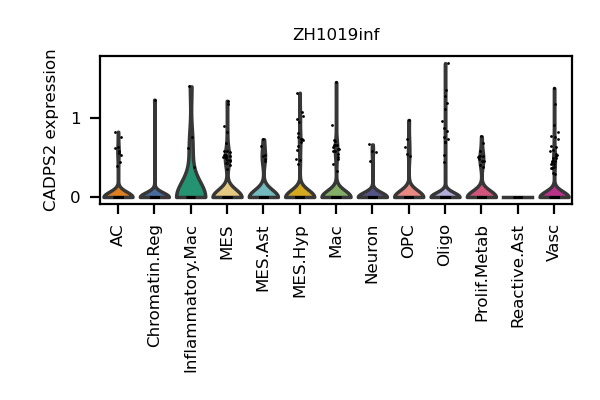 ZH1019inf
CADPS2 expression
1
0
AC
Chromatin.Reg
Inflammatory.Mac
MES
MES.Ast
MES.Hyp
Mac
Neuron
OPC
Oligo
Prolif.Metab
Reactive.Ast
Vasc